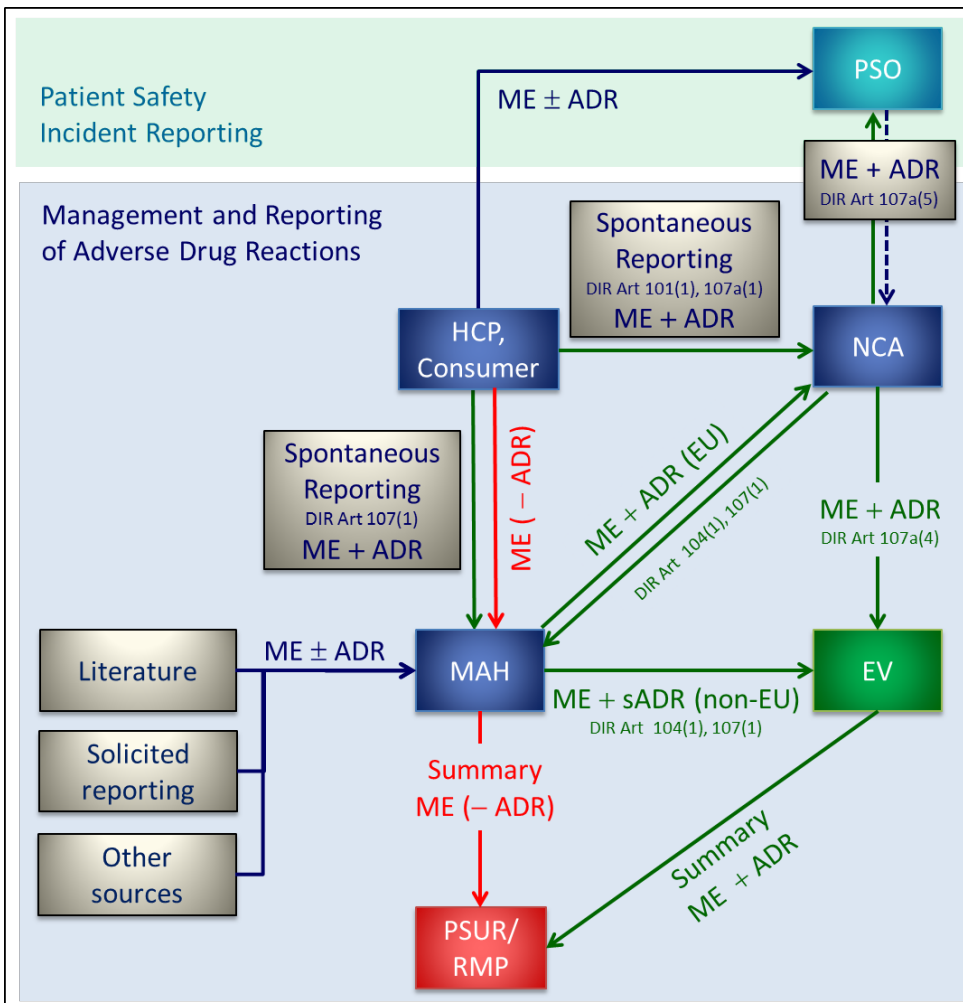 PSO
ME ± ADR
Patient Safety
Incident Reporting
ME + ADR
DIR Art 107a(5)
Management and Reporting
of Adverse Drug Reactions
Spontaneous
Reporting
DIR Art 101(1), 107a(1)
ME + ADR
HCP,
Consumer
NCA
Spontaneous
Reporting
DIR Art 107(1)
ME + ADR
ME ( – ADR)
ME + ADR (EU)
DIR Art 104(1), 107(1)
ME + ADR
DIR Art 107a(4)
Literature
ME ± ADR
MAH
EV
ME + sADR (non-EU)
DIR Art 104(1), 107(1)
Solicited
reporting
Summary
ME (– ADR)
Other
sources
Summary
ME + ADR
PSUR/
RMP